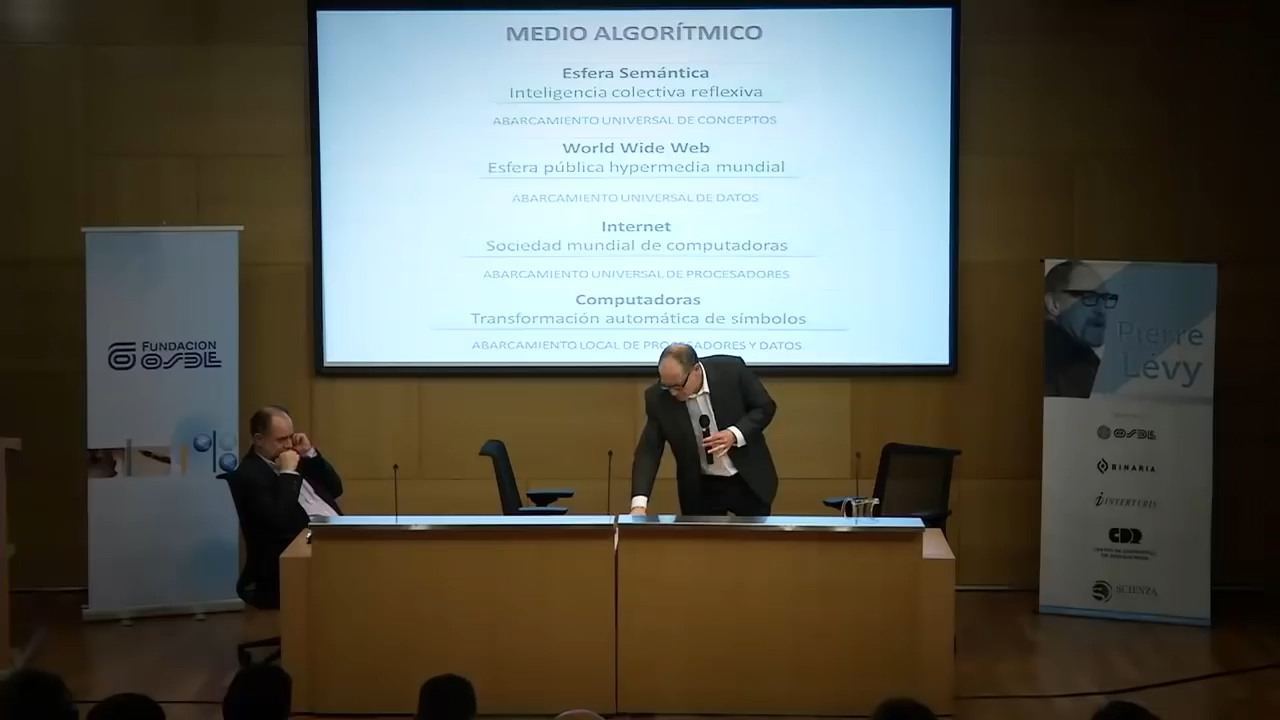 MEDIO ALGORÍTMICO
Esfera Semántica
Inteligencia colectiva reflexiva
ABARCAMIENTO UNIVERSAL DE CONCEPTOS
World Wide Web
Esfera pública hypermedia mundial
ABARCAMIENTO UNIVERSAL DE DATOS
Internet
Sociedad mundial de computadoras
ABARCAMIENTO UNIVERSAL DE PROCESADORES
Computadoras
Transformación automática de símbolos
ABARCAMIENTO LOCAL DE PROCESADORES Y DATOS
FUNDACION
OSDE
Pierre
Lévy
OSDE
BINARIA
INTERTURIS
CDR
SCIENZA